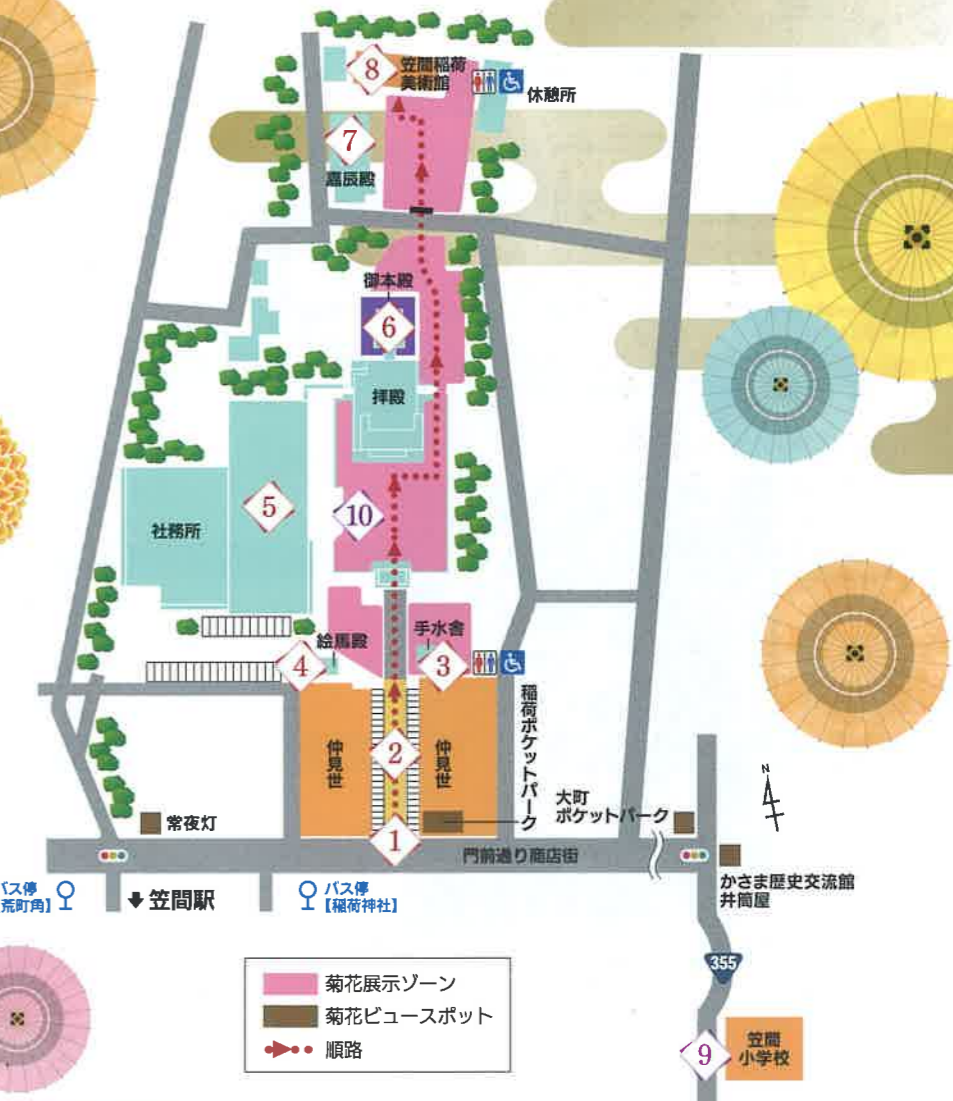 8
笠間稲荷
美術館
休憩所
7
嘉辰殿
御本殿
6
拝殿
5
10
社務所
絵馬殿
4
手水舎
3
仲見世
2
仲見世
稲荷ポケットパーク
大町
ポケットパーク
N
常夜灯
1
門前通り商店街
バス停
荒町角】
笠間駅
バス停
【稲荷神社】
かさま歴史交流館
井筒屋
355
菊花展示ゾーン
菊花ビュースポット
順路
9
笠間
小学校